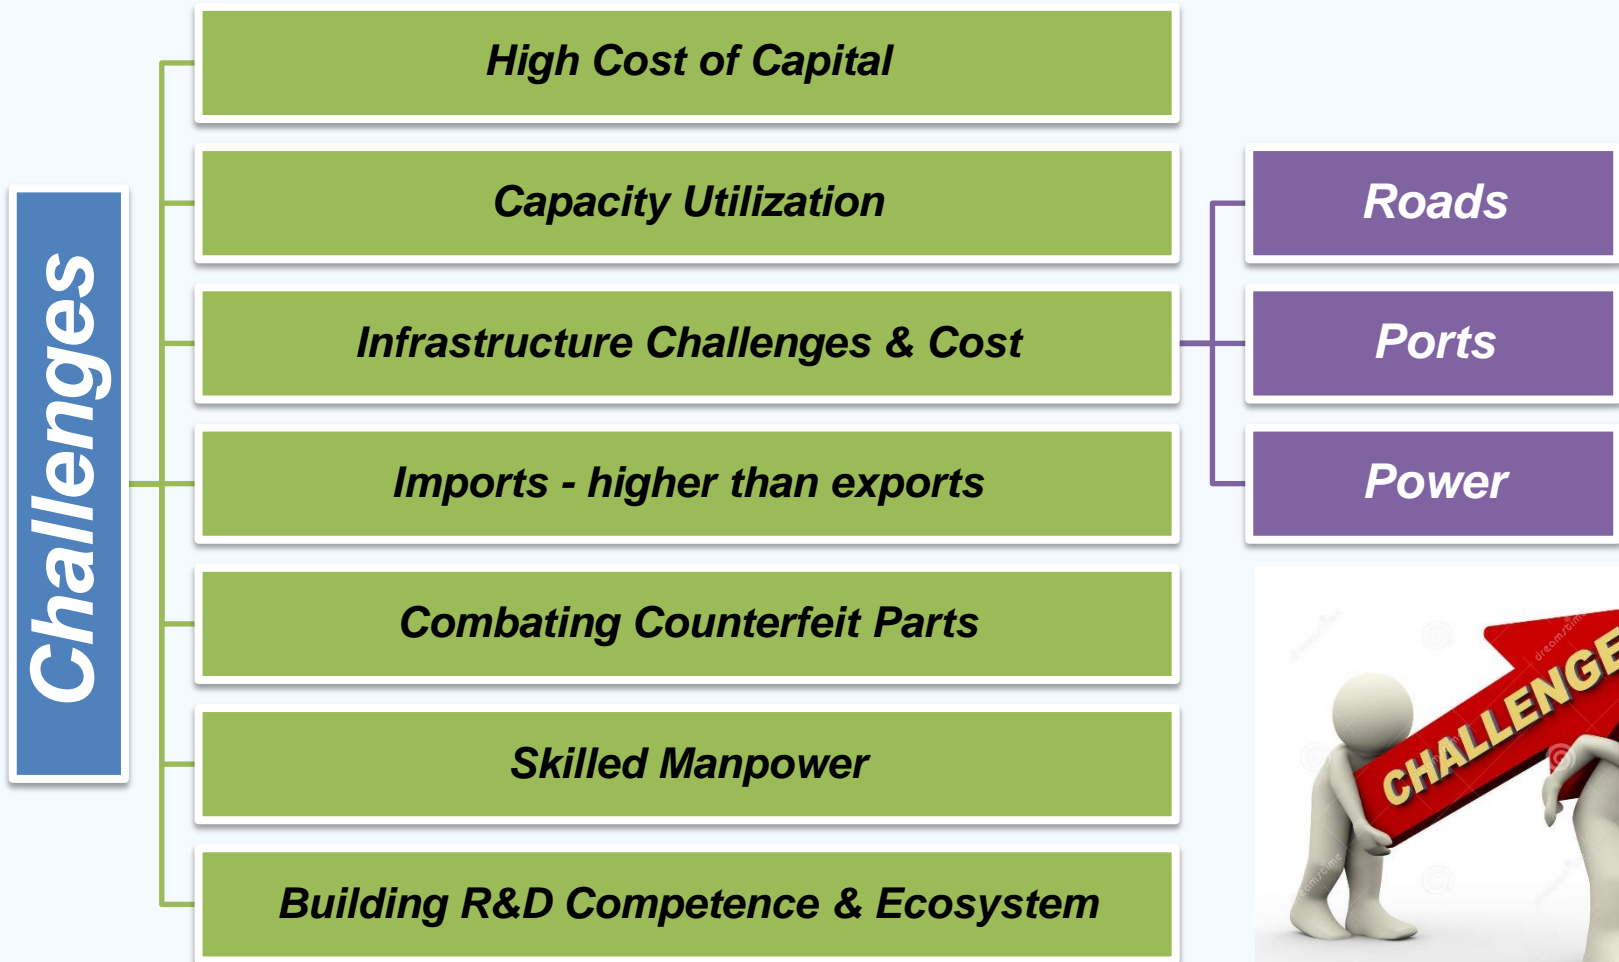 Challenges
High Cost of Capital
Capacity Utilization
Infrastructure Challenges & Cost
Imports - higher than exports
Combating Counterfeit Parts
Skilled Manpower
Building R&D Competence & Ecosystem
Roads
Ports
Power
CHALLENGE
dreamstime